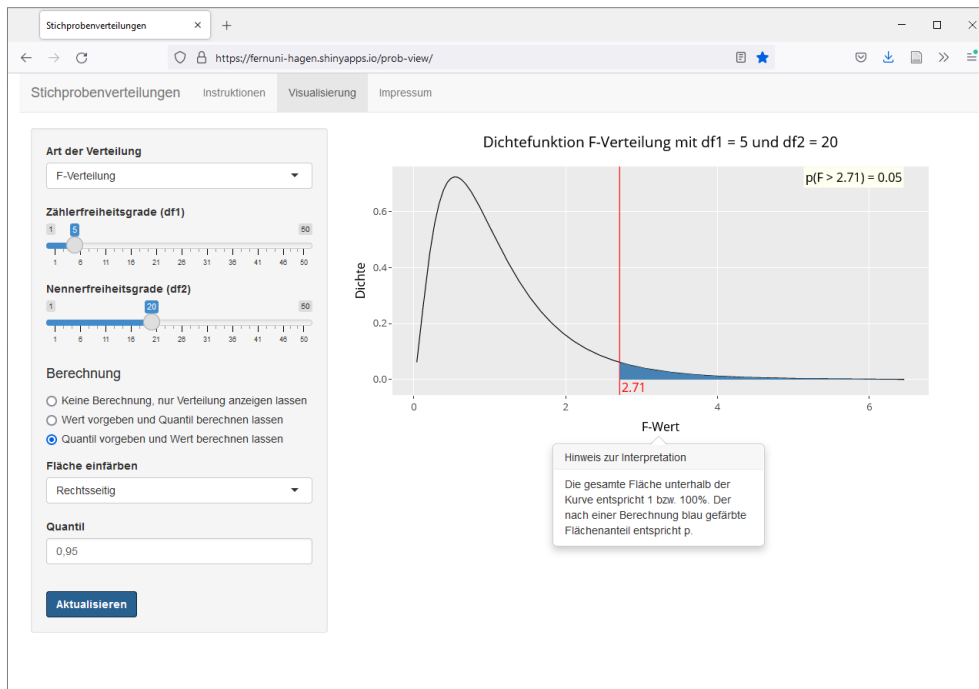 Stichprobenverteilungen
https://fernuni-hagen.shinyapps.io/prob-view/
Stichprobenverteilungen Instruktionen Visualisierung Impressum
Art der Verteilung
F-Verteilung
Zählerfreiheitsgrade (df1)
1 5 50
1 6 11 16 21 26 31 36 41 46 50
Nennerfreiheitsgrade (df2)
1 20 50
1 6 11 16 21 26 31 36 41 46 50
Berechnung
Keine Berechnung, nur Verteilung anzeigen lassen
Wert vorgeben und Quantil berechnen lassen
Quantil vorgeben und Wert berechnen lassen
Fläche einfärben
Rechtsseitig
Quantil
0,95
Aktualisieren
Dichtefunktion F-Verteilung mit df1 = 5 und df2 = 20
p(F > 2.71) = 0.05
Dichte
0.6
0.4
0.2
0.0
2.71
0 2 4 6
F-Wert
Hinweis zur Interpretation
Die gesamte Fläche unterhalb der
Kurve entspricht 1 bzw. 100%. Der
nach einer Berechnung blau gefärbte
Flächenanteil entspricht p.